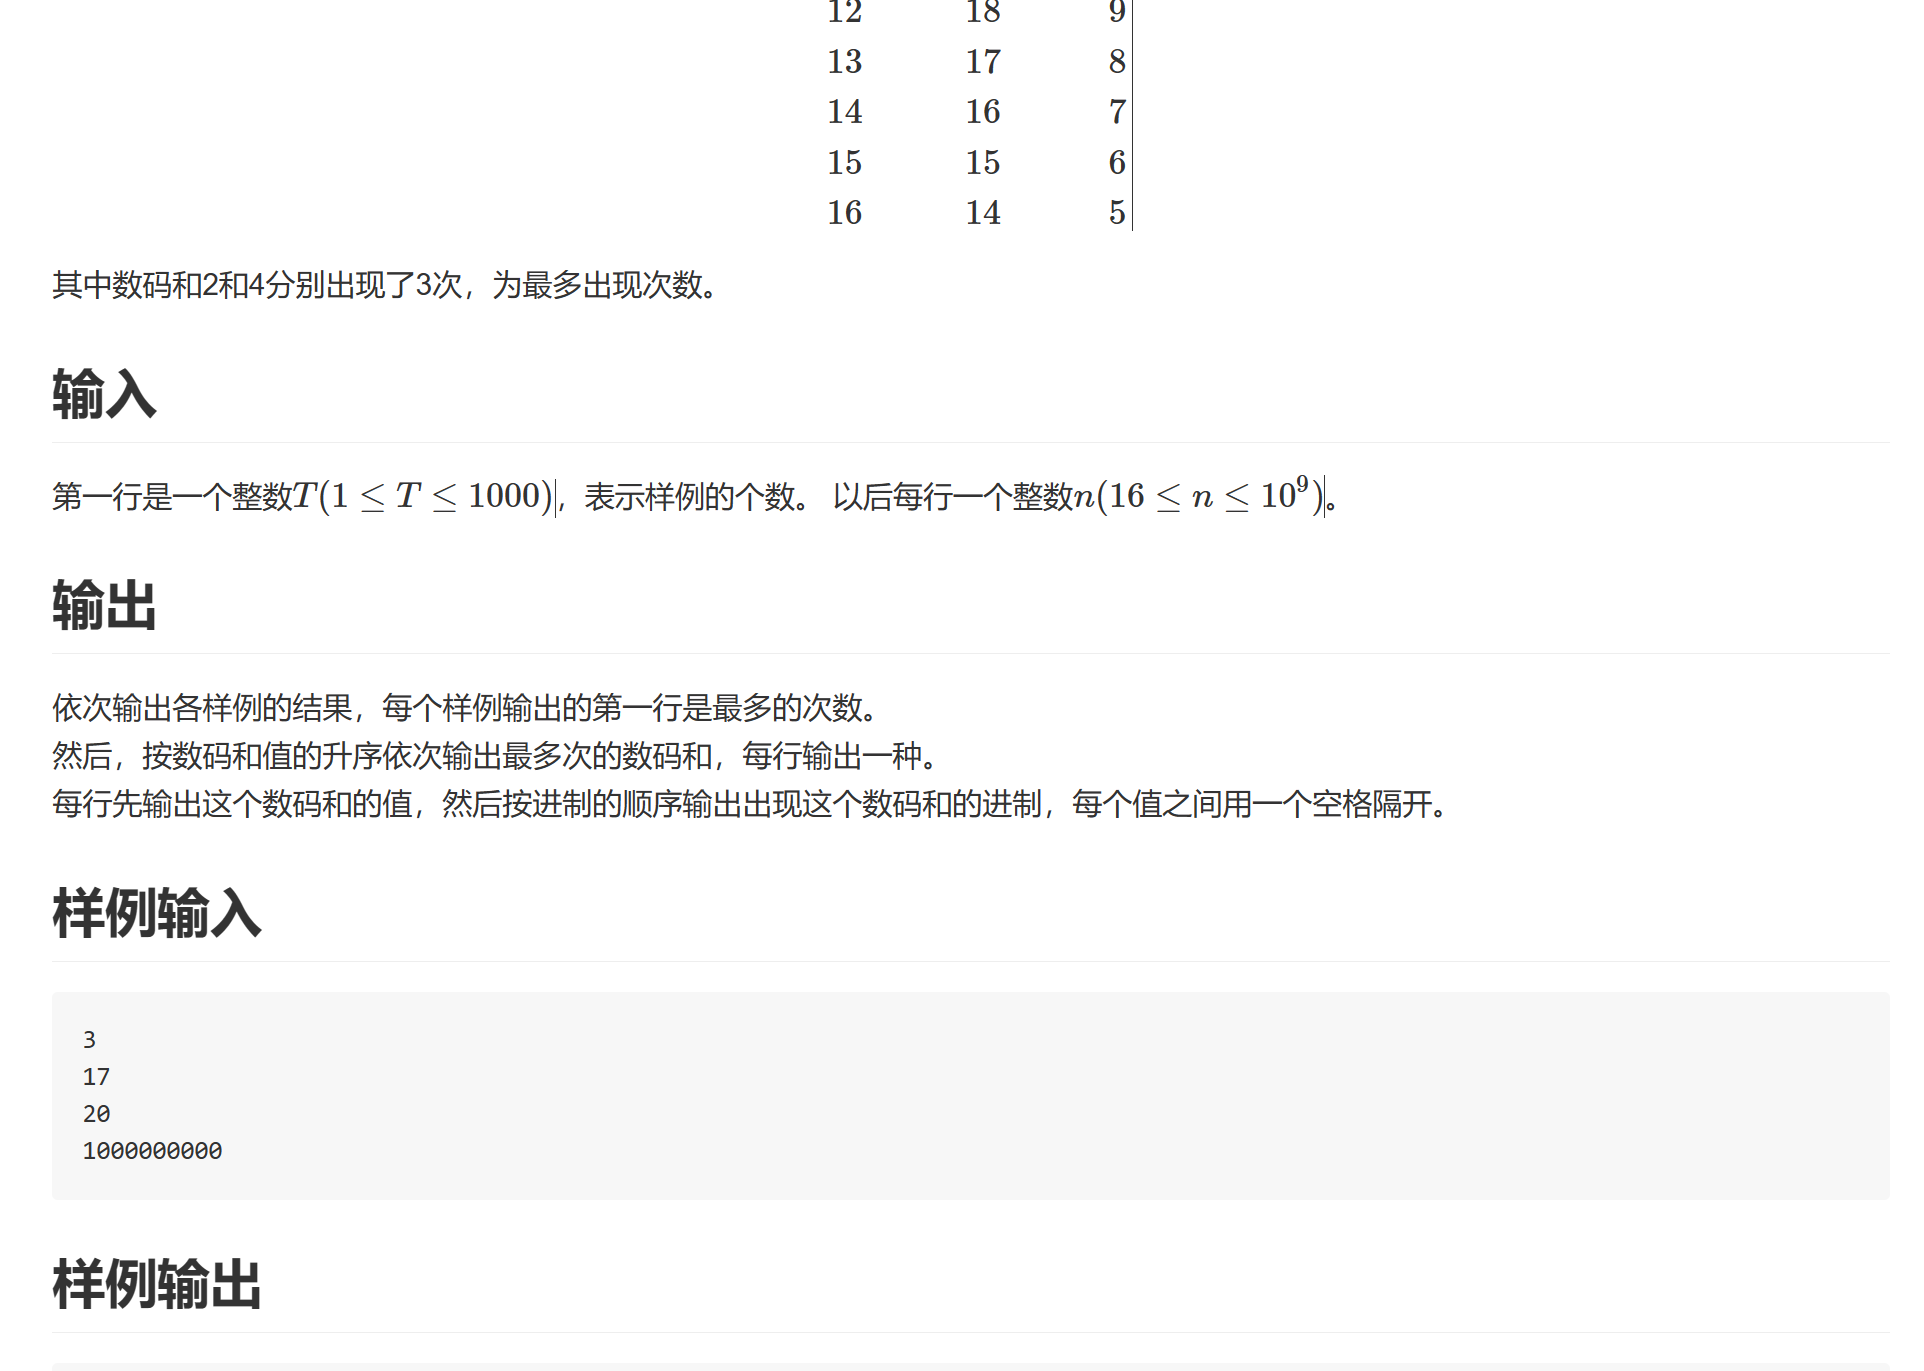 12 18 9
13 17 8
14 16 7
15 15 6
16 14 5
其中数码和2和4分别出现了3次，为最多出现次数。
输入
第一行是一个整数T(1 ≤ T ≤ 1000)，表示样例的个数。 以后每行一个整数n(16 ≤ n ≤ 10⁹)。
输出
依次输出各样例的结果，每个样例输出的第一行是最多的次数。
然后，按数码和值的升序依次输出最多次的数码和，每行输出一种。
每行先输出这个数码和的值，然后按进制的顺序输出出现这个数码和的进制，每个值之间用一个空格隔开。
样例输入
3
17
20
1000000000
样例输出